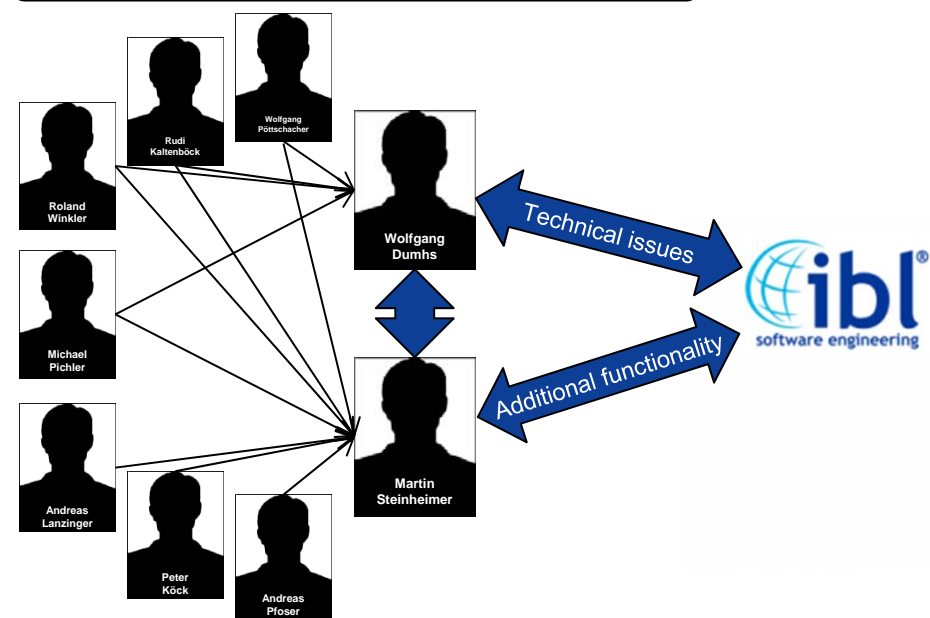 Wolfgang
Pöttschacher
Rudi
Kaltenböck
Roland
Winkler
Wolfgang
Dumhs
Technical issues
ibl®
software engineering
Michael
Pichler
Additional functionality
Martin
Steinheimer
Andreas
Lanzinger
Peter
Köck
Andreas
Pfoser